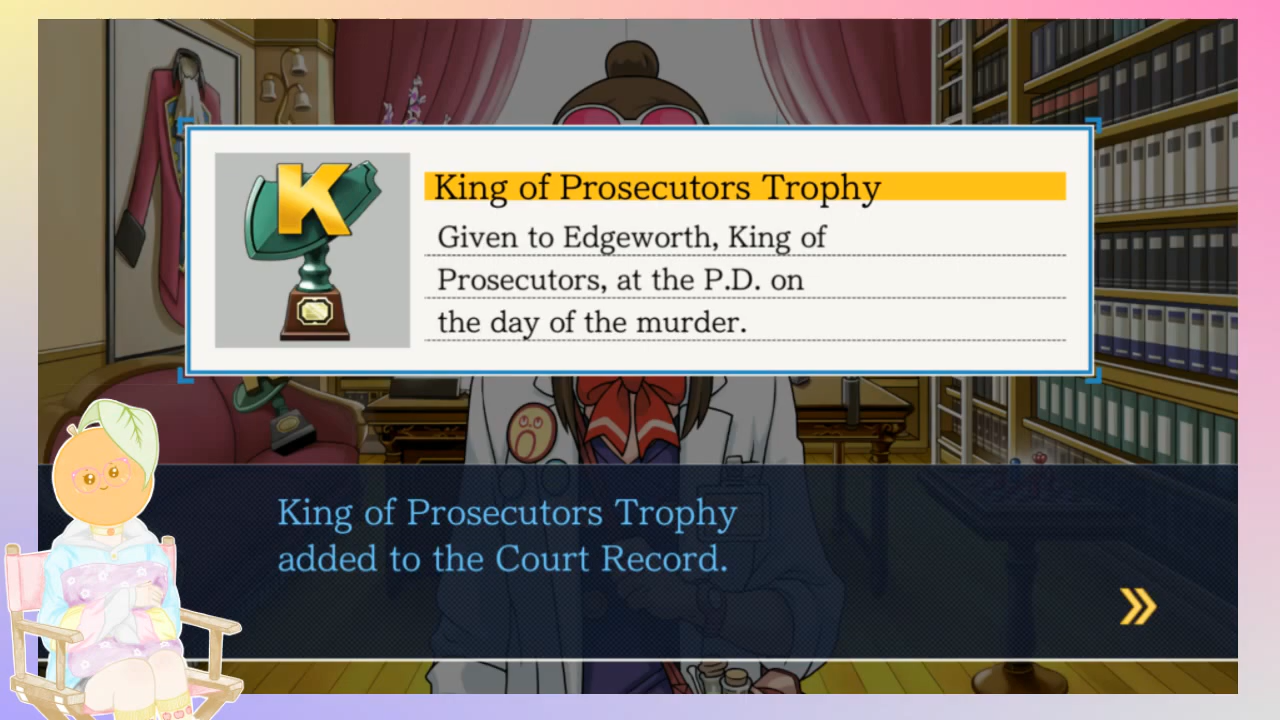 K
King of Prosecutors Trophy
Given to Edgeworth, King of
Prosecutors, at the P.D. on
the day of the murder.
King of Prosecutors Trophy
added to the Court Record.